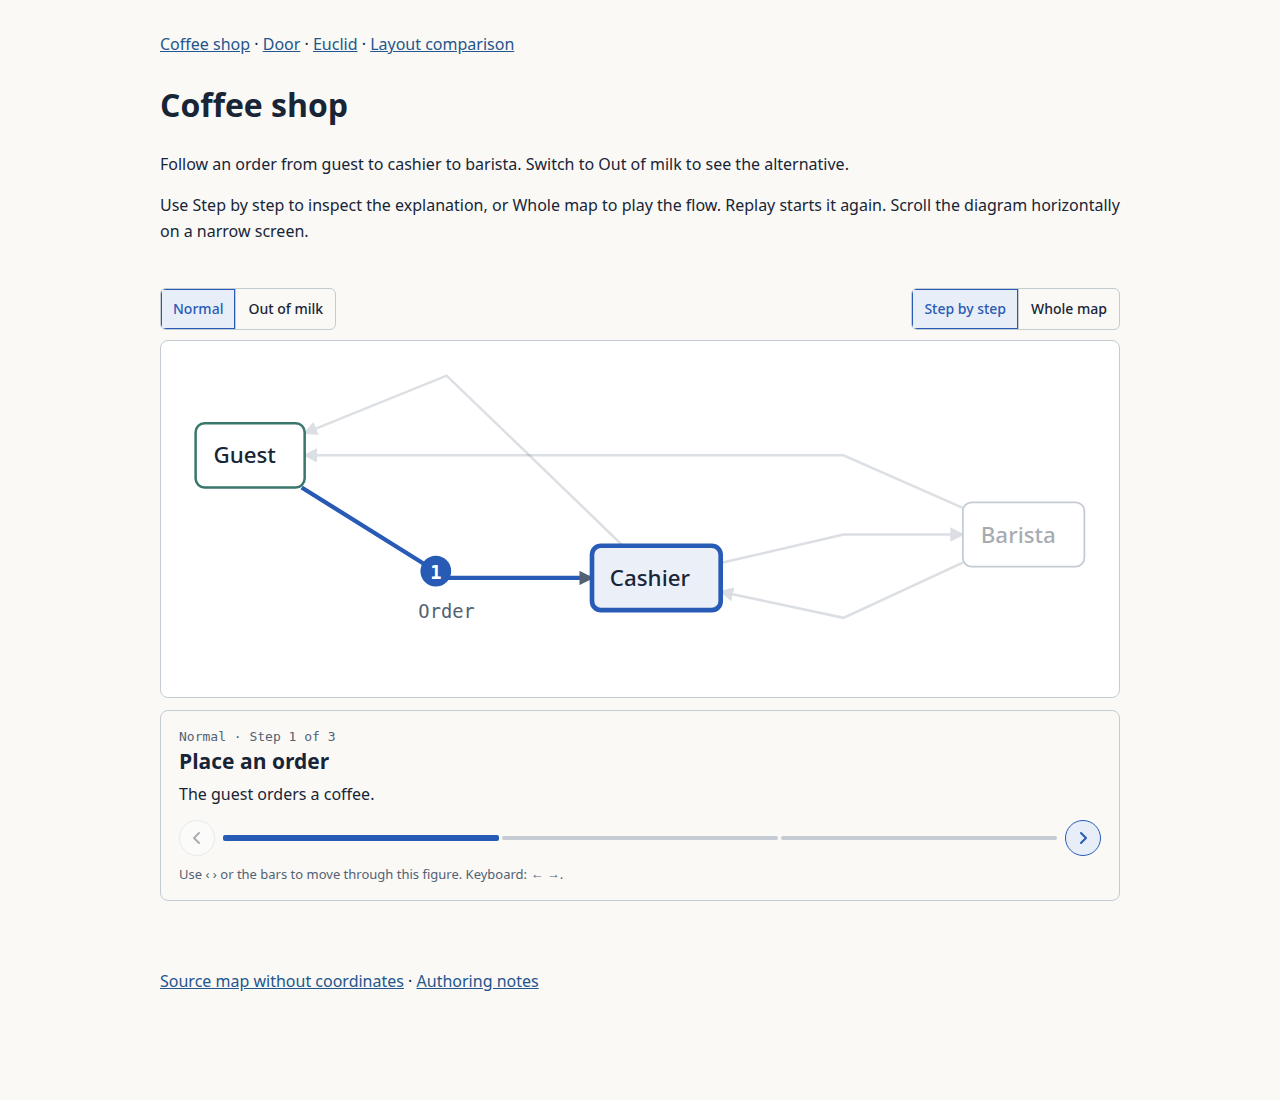 Coffee shop · Door · Euclid · Layout comparison
Coffee shop
Follow an order from guest to cashier to barista. Switch to Out of milk to see the alternative.
Use Step by step to inspect the explanation, or Whole map to play the flow. Replay starts it again. Scroll the diagram horizontally
on a narrow screen.
Normal Out of milk Step by step Whole map
Guest
Barista
1
Cashier
Order
Normal · Step 1 of 3
Place an order
The guest orders a coffee.
Use ‹ › or the bars to move through this figure. Keyboard: ← →.
Source map without coordinates · Authoring notes